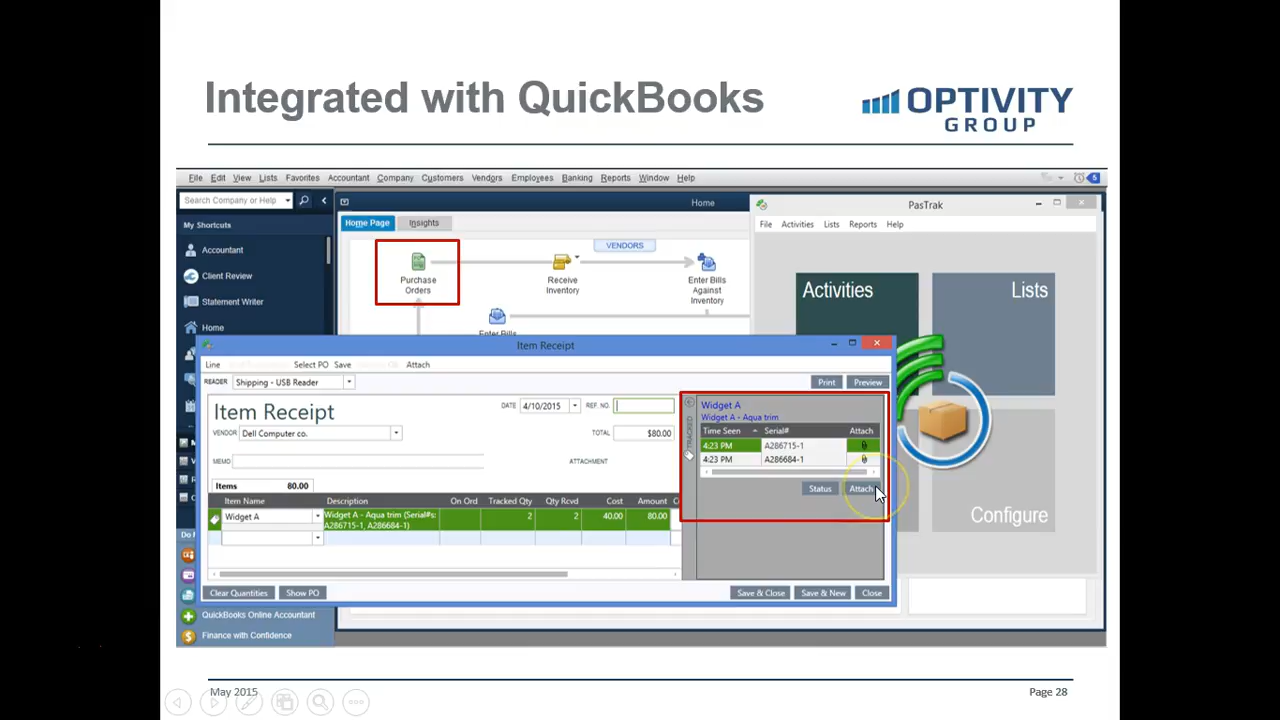 Integrated with QuickBooks
OPTIVITY
GROUP
File Edit View Lists Favorites Accountant Company Customers Vendors Employees Banking Reports Window Help
5
Search Company or Help
Home
PasTrak
My Shortcuts
Home Page Insights
File Activities Lists Reports Help
Accountant
Client Review
Statement Writer
Home
VENDORS
Purchase
Orders
Receive
Inventory
Enter Bills
Against
Inventory
Enter Bills
Activities
Lists
Configure
Item Receipt
Line Select PO Save Attach
READER Shipping - USB Reader
Print Preview
Item Receipt
DATE 4/10/2015 REF. NO.
VENDOR Dell Computer co.
TOTAL $80.00
MEMO
ATTACHMENT
Items 80.00
Item Name Description On Ord Tracked Qty Qty Rcvd Cost Amount
Widget A Widget A - Aqua trim (Serial#s: 2 2 40.00 80.00
A286715-1, A286684-1)
TRACKED
Widget A
Widget A - Aqua trim
Time Seen Serial# Attach
4:23 PM A286715-1
4:23 PM A286684-1
Status Attach
Clear Quantities Show PO Save & Close Save & New Close
QuickBooks Online Accountant
Finance with Confidence
May 2015
Page 28